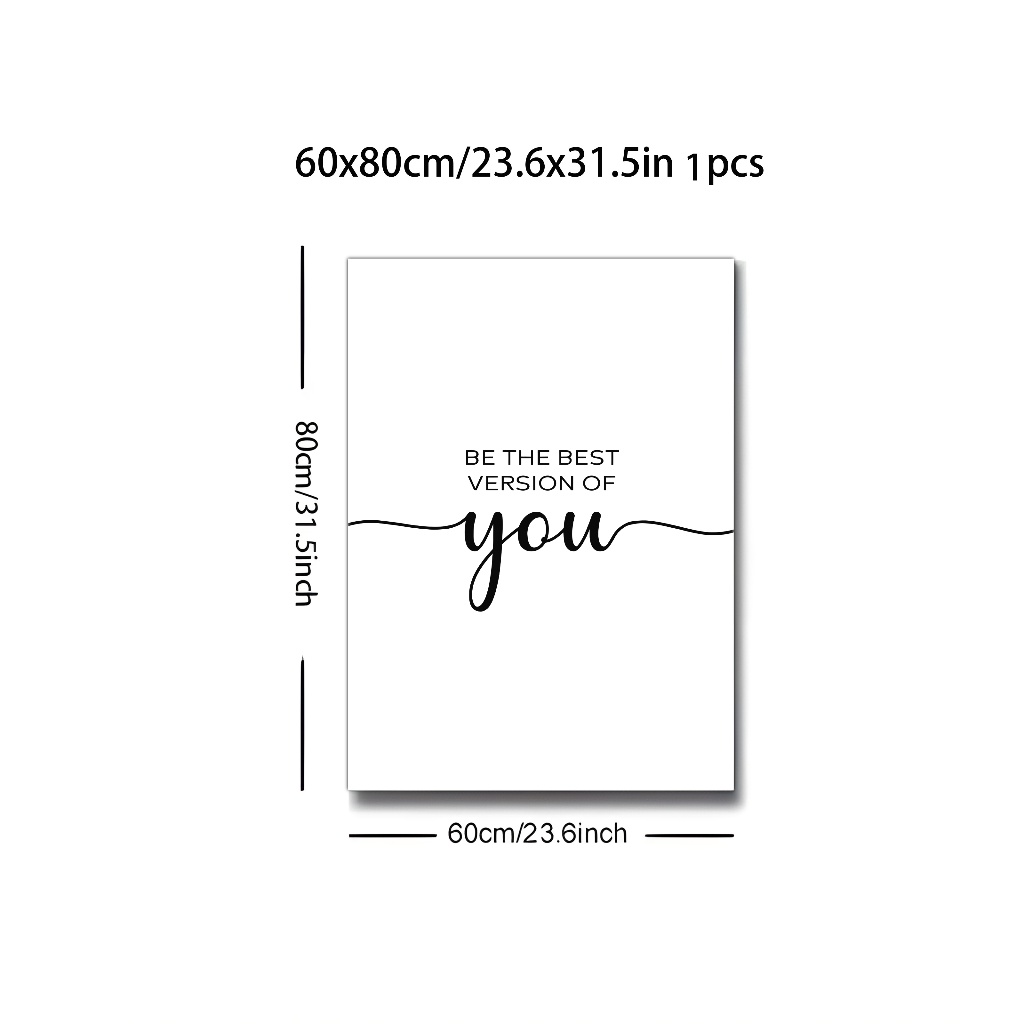 60x80cm/23.6x31.5in 1pcs
80cm/31.5inch
BE THE BEST
VERSION OF
you
60cm/23.6inch